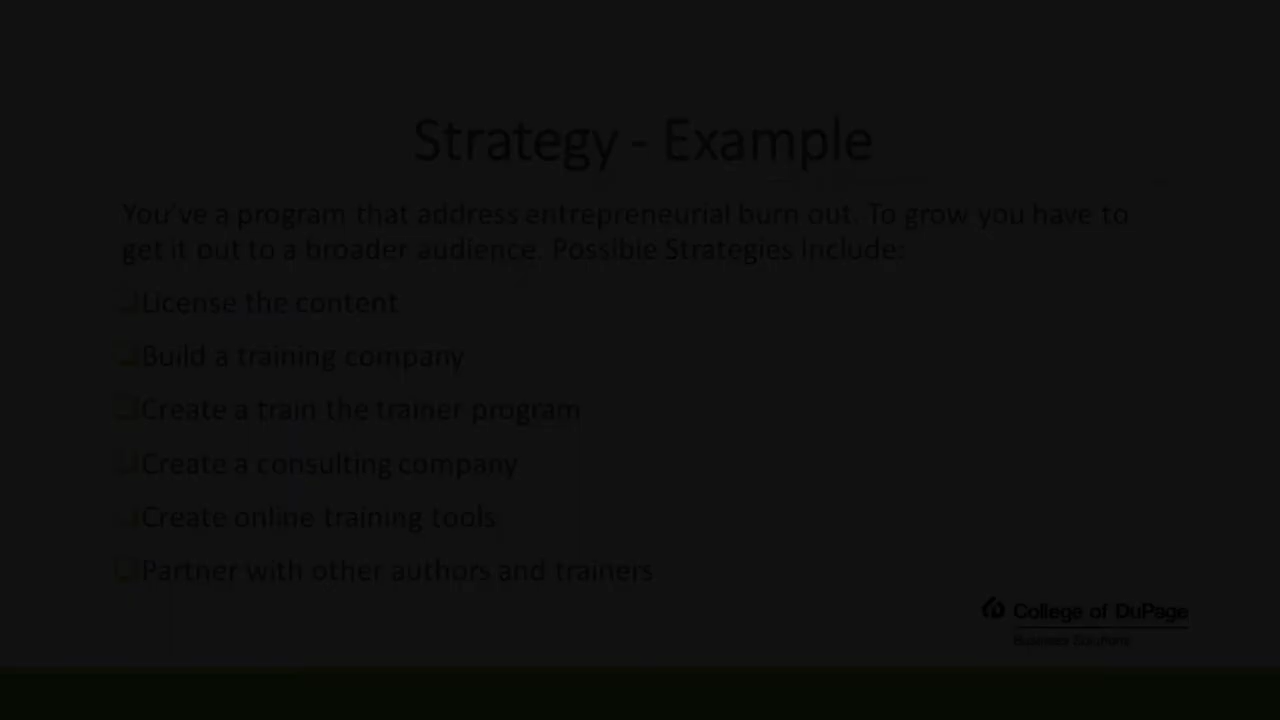 Strategy - Example
You've a program that address entrepreneurial burn out. To grow you have to
get it out to a broader audience. Possible Strategies Include:
License the content
Build a training company
Create a train the trainer program
Create a consulting company
Create online training tools
Partner with other authors and trainers
College of DuPage
Business Solutions